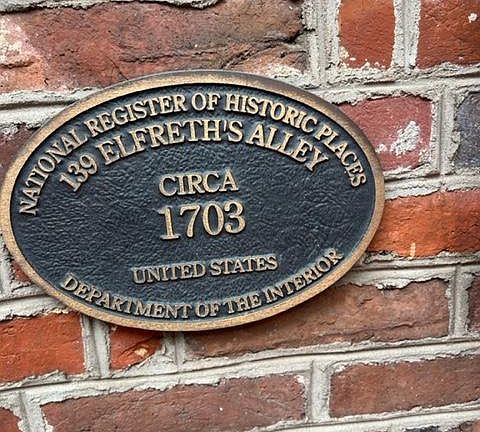 NATIONAL REGISTER OF HISTORIC PLACES
139 ELFRETH'S ALLEY
CIRCA
1703
UNITED STATES
DEPARTMENT OF THE INTERIOR